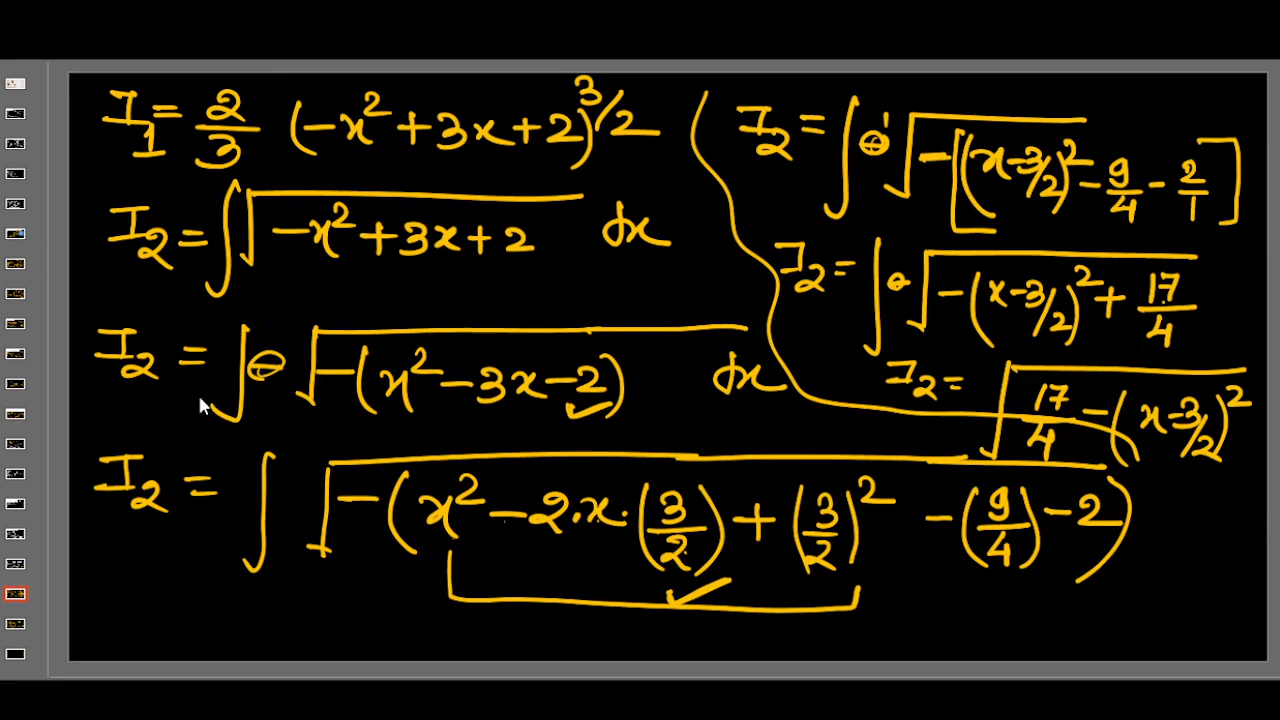 I₁ = 2/3 (-x² + 3x + 2)^3/2
I₂ = ∫√(-x² + 3x + 2) dx
I₂ = ∫ √(-(x² - 3x - 2)) dx
I₂ = ∫ √(-(x² - 2·x·(3/2) + (3/2)² - (9/4) - 2))
I₂ = ∫ √(-[(x - 3/2)² - 9/4 - 2/1])
I₂ = ∫ √(-(x - 3/2)² + 17/4)
I₂ = √(17/4 - (x - 3/2)²)